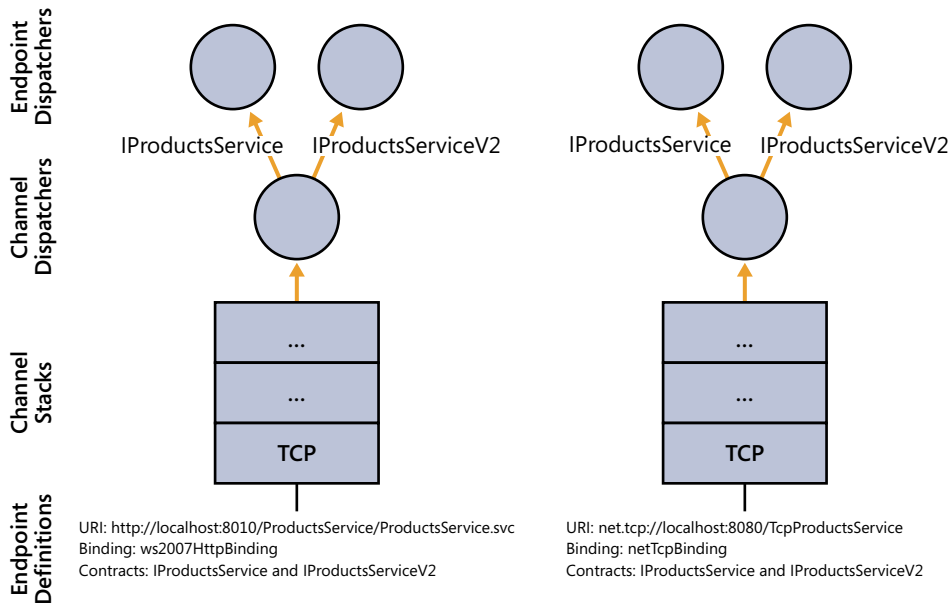 Endpoint
Dispatchers
IProductsService
IProductsServiceV2
IProductsService
IProductsServiceV2
Channel
Dispatchers
Channel
Stacks
...
...
TCP
...
...
TCP
Endpoint
Definitions
URI: http://localhost:8010/ProductsService/ProductsService.svc
Binding: ws2007HttpBinding
Contracts: IProductsService and IProductsServiceV2
URI: net.tcp://localhost:8080/TcpProductsService
Binding: netTcpBinding
Contracts: IProductsService and IProductsServiceV2